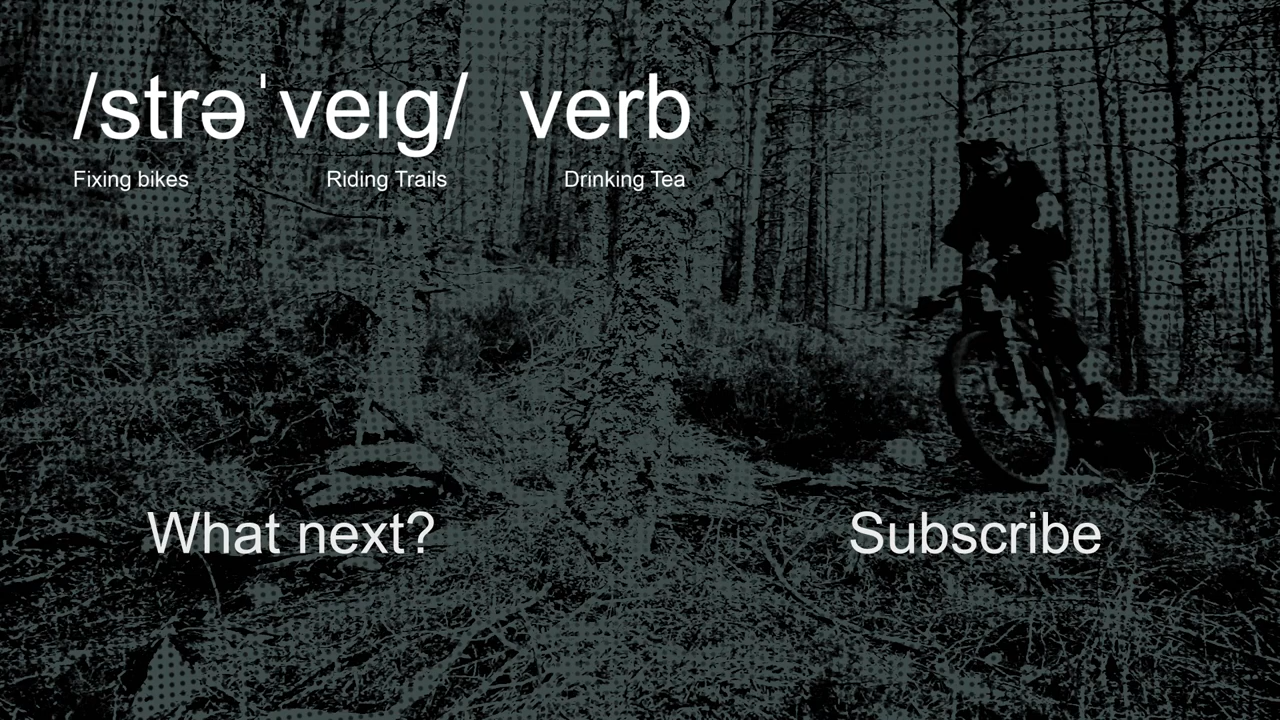 /strəˈveɪg/ verb
Fixing bikes Riding Trails Drinking Tea
What next? Subscribe